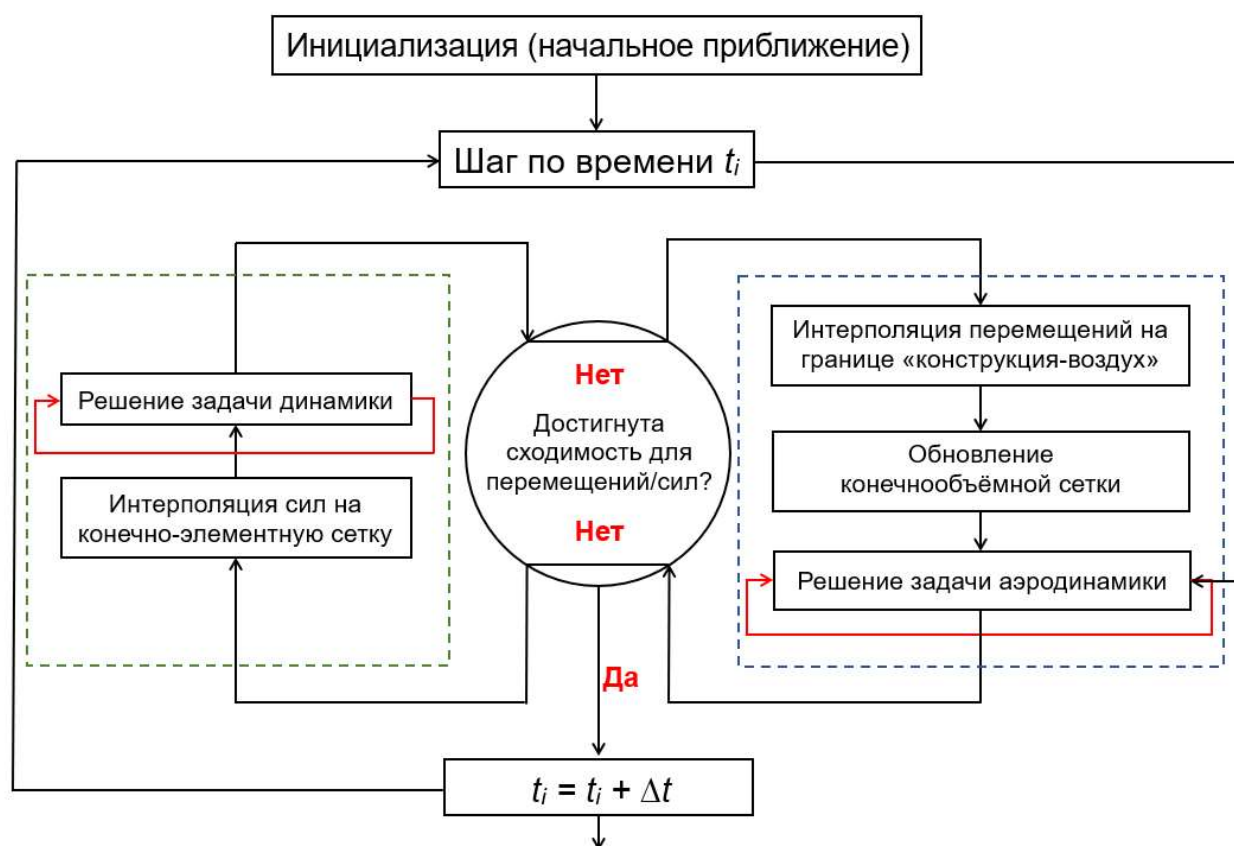 Инициализация (начальное приближение)
Шаг по времени tᵢ
Интерполяция перемещений на
границе «конструкция-воздух»
Нет
Решение задачи динамики
Достигнута
сходимость для
перемещений/сил?
Обновление
конечнообъёмной сетки
Интерполяция сил на
конечно-элементную сетку
Нет
Решение задачи аэродинамики
Да
tᵢ = tᵢ + Δt